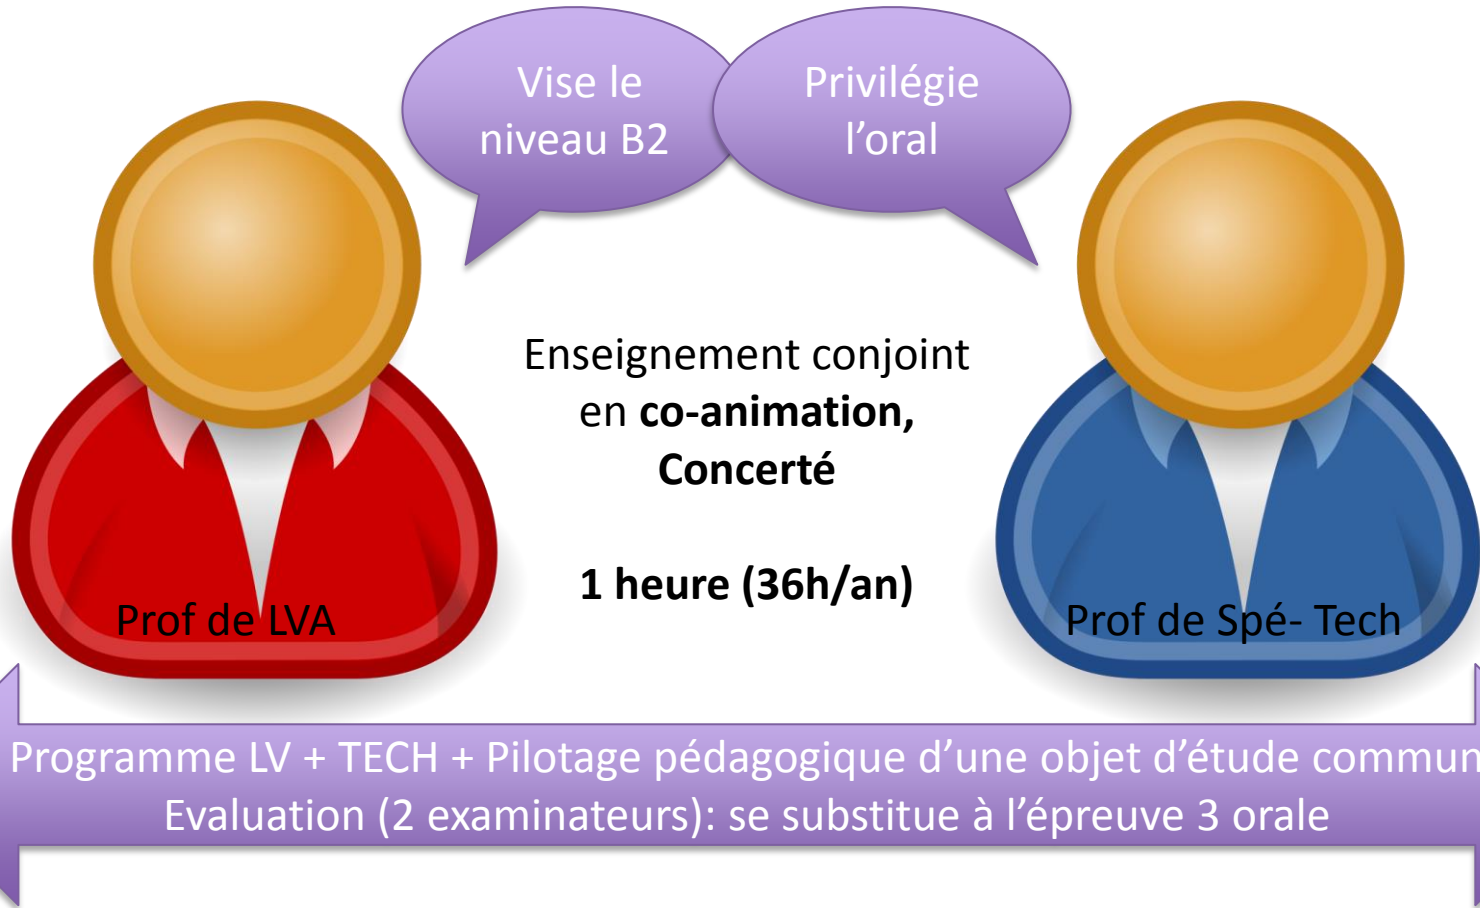 Vise le
niveau B2
Privilégie
l’oral
Enseignement conjoint
en co-animation,
Concerté
1 heure (36h/an)
Prof de LVA
Prof de Spé- Tech
Programme LV + TECH + Pilotage pédagogique d’une objet d’étude commun
Evaluation (2 examinateurs): se substitue à l’épreuve 3 orale